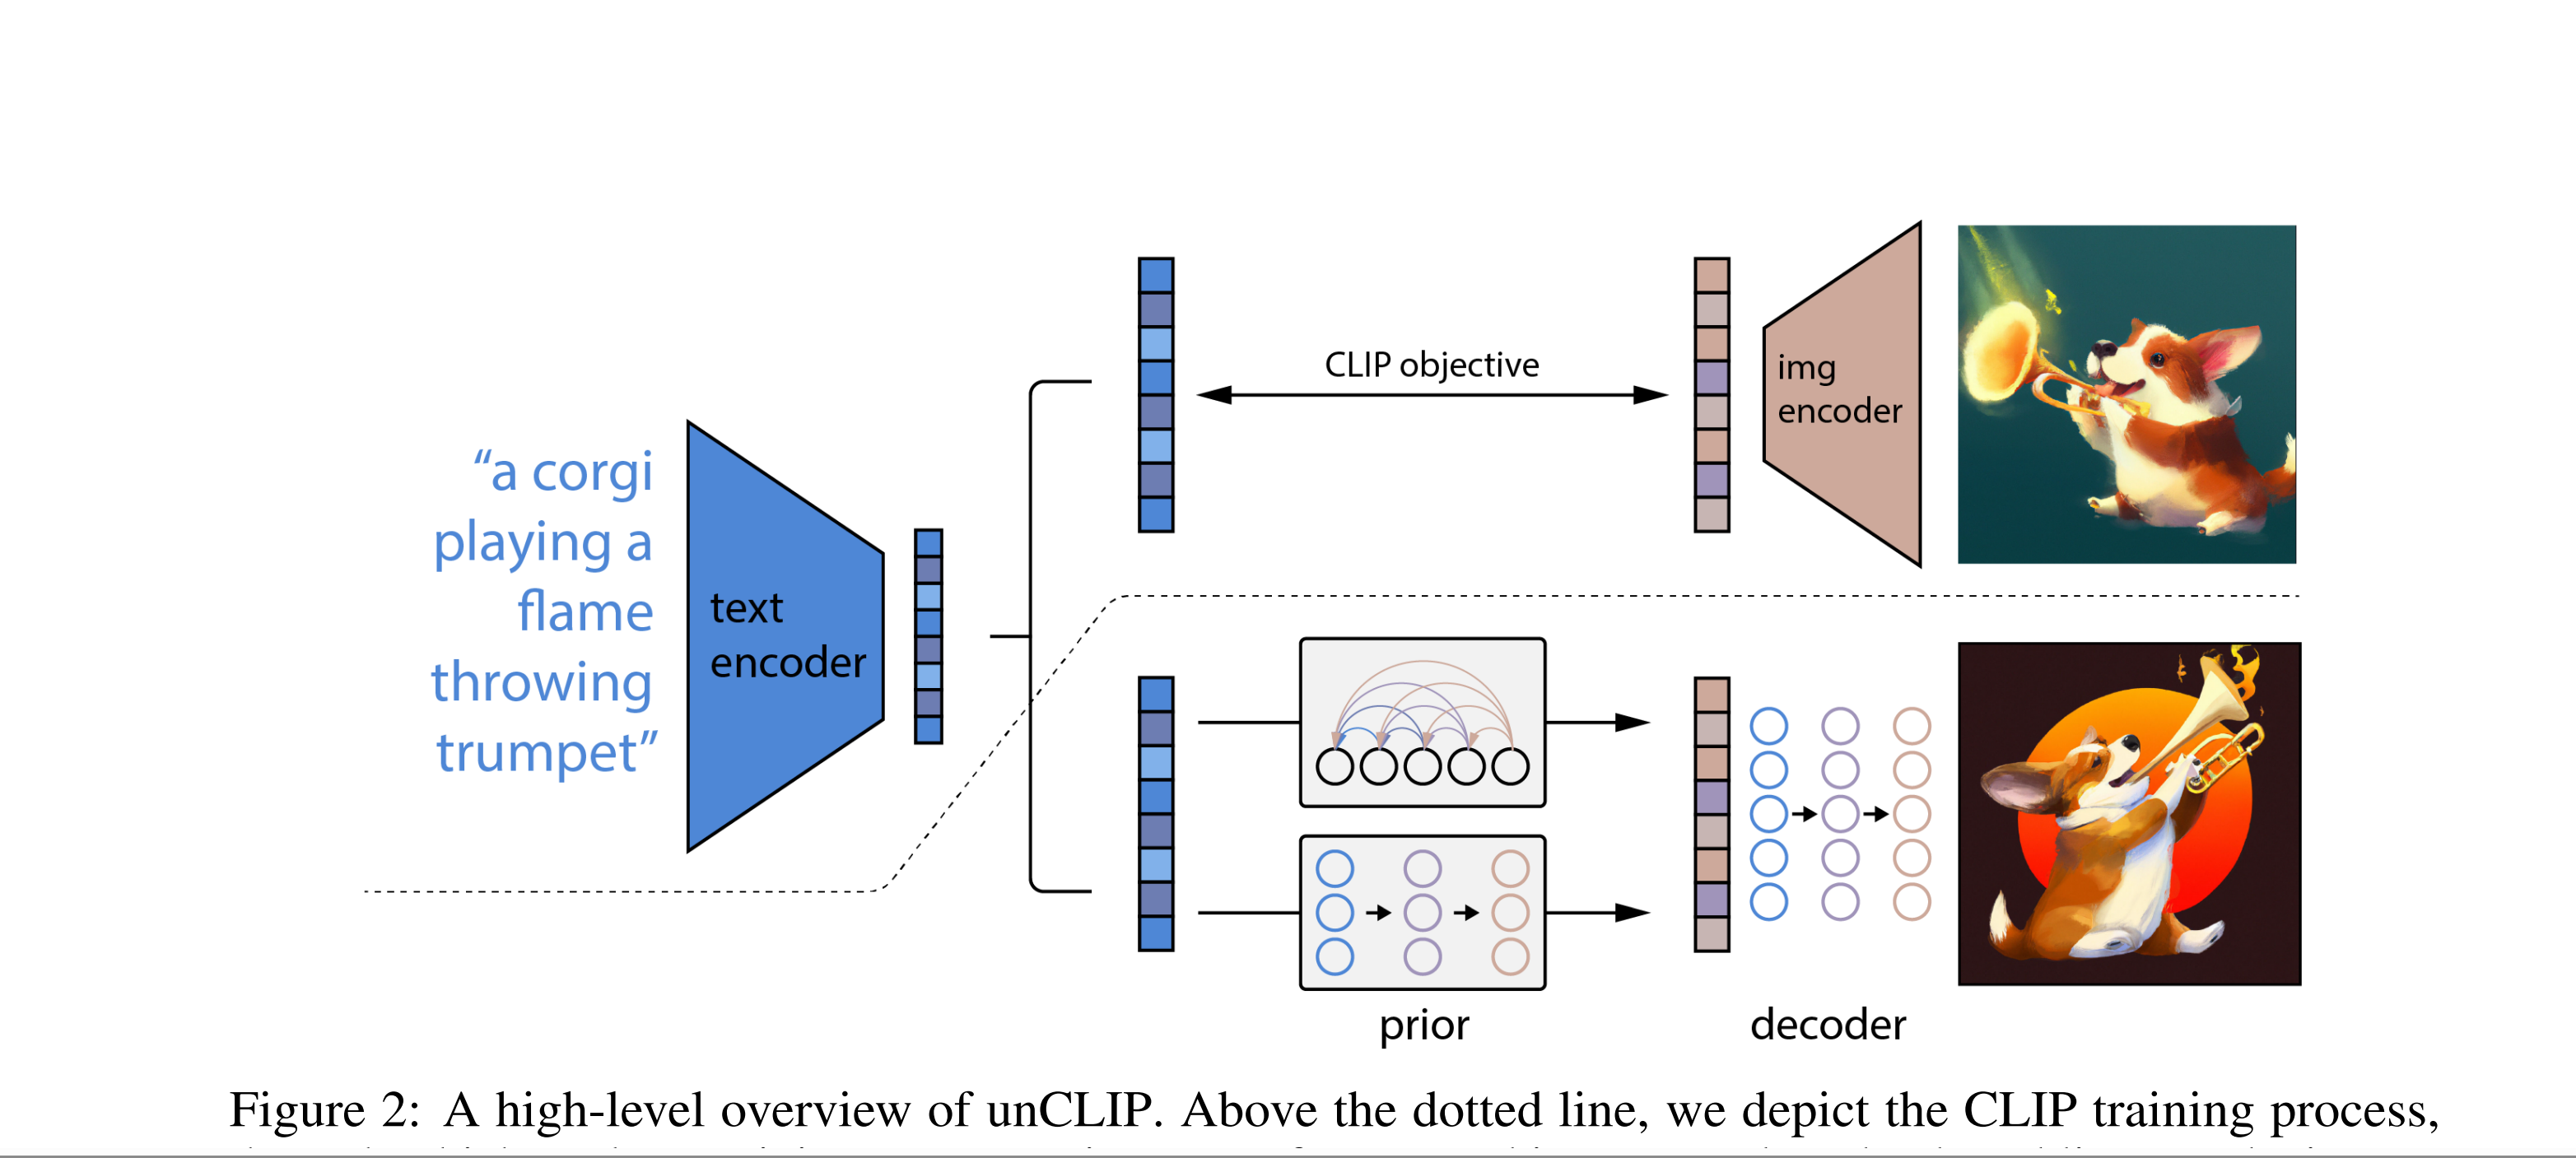 “a corgi
playing a
flame
throwing
trumpet”
text
encoder
CLIP objective
img
encoder
prior
decoder
Figure 2: A high-level overview of unCLIP. Above the dotted line, we depict the CLIP training process,